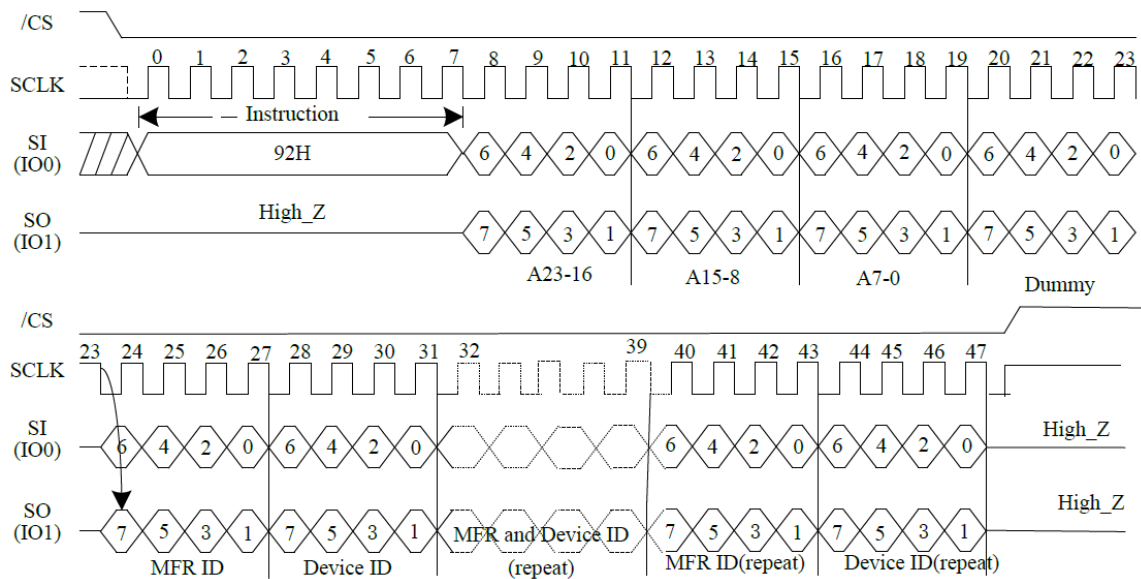 /CS
0 1 2 3 4 5 6 7 8 9 10 11 12 13 14 15 16 17 18 19 20 21 22 23
SCLK
Instruction
SI
(IO0)
92H 6 4 2 0 6 4 2 0 6 4 2 0 6 4 2 0
High_Z
SO
(IO1)
7 5 3 1 7 5 3 1 7 5 3 1 7 5 3 1
A23-16 A15-8 A7-0 Dummy
/CS
23 24 25 26 27 28 29 30 31 32 39 40 41 42 43 44 45 46 47
SCLK
SI
(IO0)
6 4 2 0 6 4 2 0 6 4 2 0 6 4 2 0 High_Z
SO
(IO1)
7 5 3 1 7 5 3 1 MFR and Device ID 7 5 3 1 7 5 3 1 High_Z
MFR ID Device ID (repeat) MFR ID(repeat) Device ID(repeat)